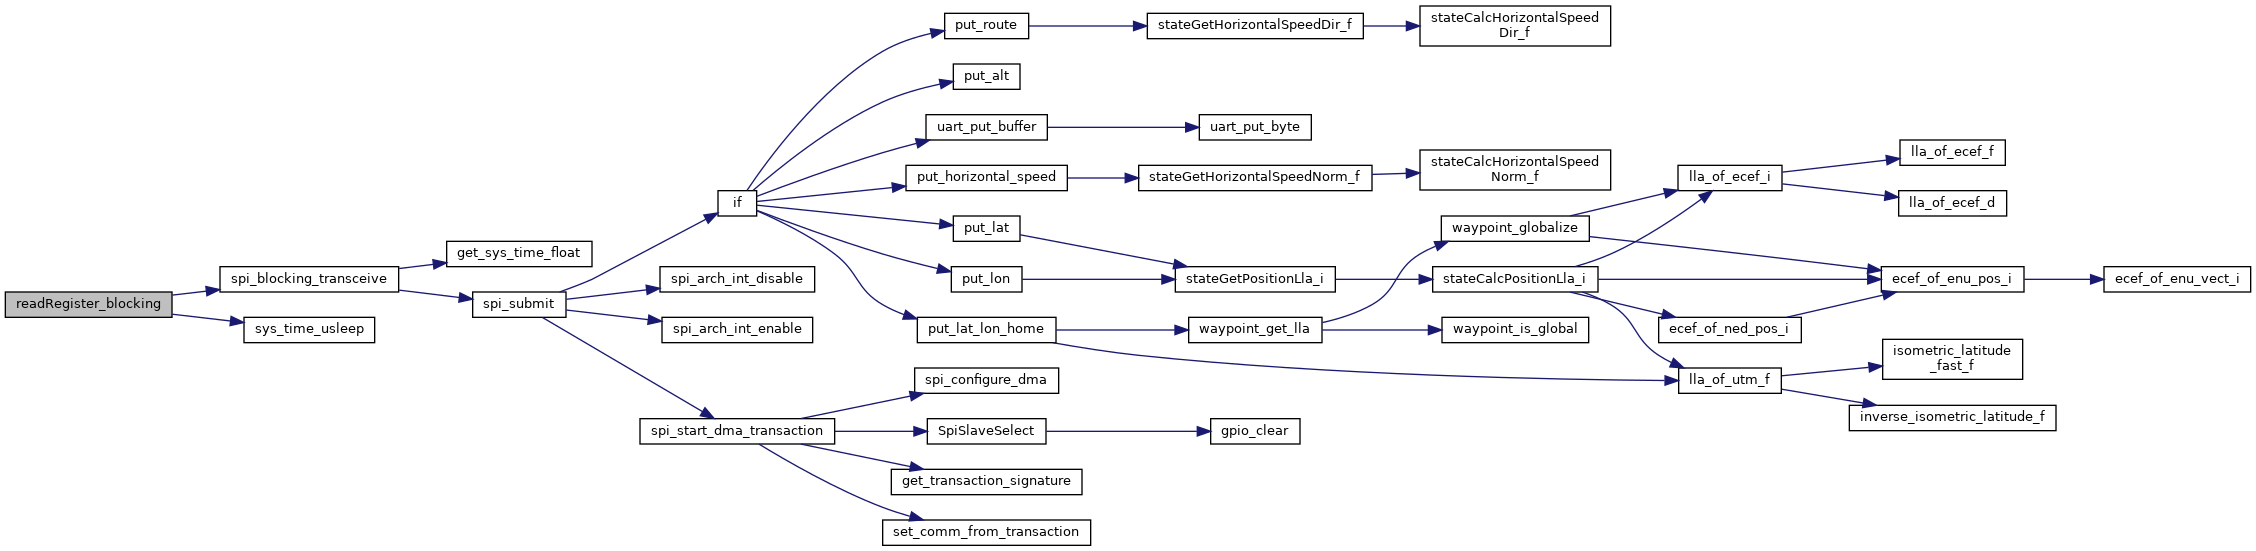 put_route
stateGetHorizontalSpeedDir_f
stateCalcHorizontalSpeed
Dir_f
put_alt
uart_put_buffer
uart_put_byte
put_horizontal_speed
stateGetHorizontalSpeedNorm_f
stateCalcHorizontalSpeed
Norm_f
lla_of_ecef_i
lla_of_ecef_f
lla_of_ecef_d
if
put_lat
waypoint_globalize
get_sys_time_float
spi_blocking_transceive
spi_arch_int_disable
put_lon
stateGetPositionLla_i
stateCalcPositionLla_i
ecef_of_enu_pos_i
ecef_of_enu_vect_i
readRegister_blocking
spi_submit
sys_time_usleep
spi_arch_int_enable
put_lat_lon_home
waypoint_get_lla
waypoint_is_global
ecef_of_ned_pos_i
isometric_latitude
_fast_f
spi_configure_dma
lla_of_utm_f
inverse_isometric_latitude_f
spi_start_dma_transaction
SpiSlaveSelect
gpio_clear
get_transaction_signature
set_comm_from_transaction